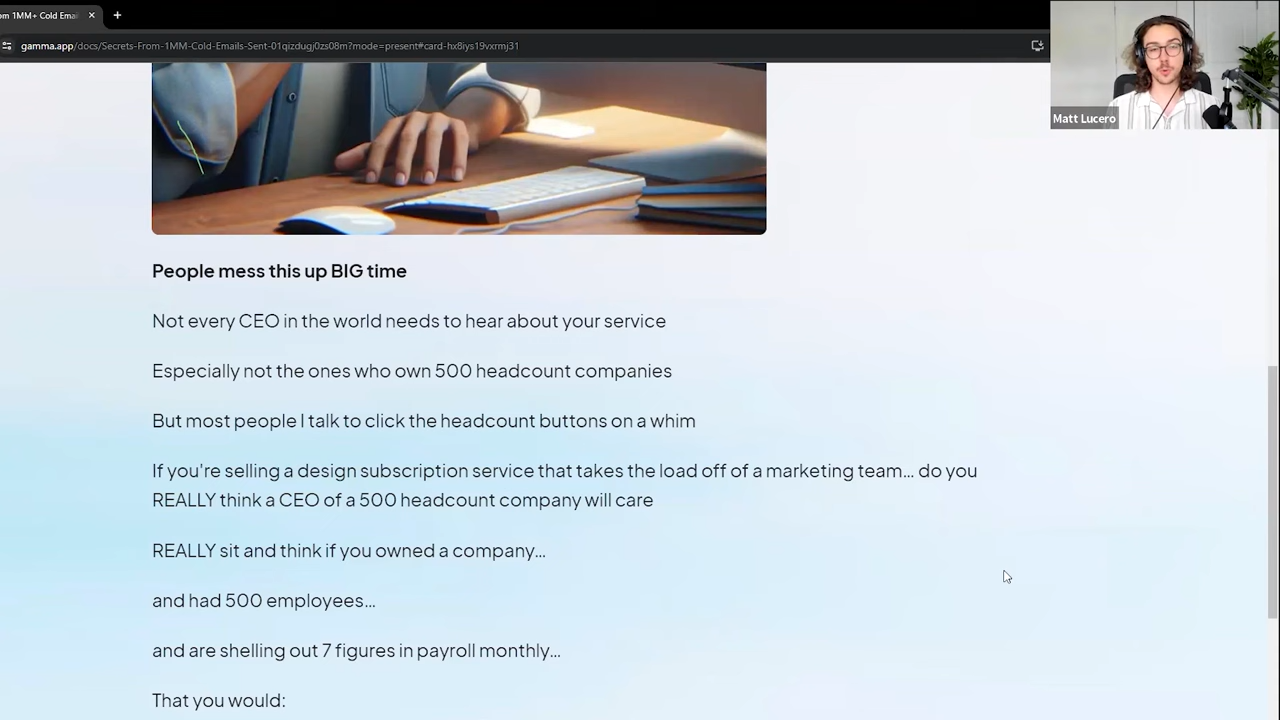 om 1MM+ Cold Ema
gamma.app/docs/Secrets-From-1MM-Cold-Emails-Sent-01qizdugj0zs08m?mode=present#card-hx8iys19vxrmj31
Matt Lucero
People mess this up BIG time
Not every CEO in the world needs to hear about your service
Especially not the ones who own 500 headcount companies
But most people I talk to click the headcount buttons on a whim
If you're selling a design subscription service that takes the load off of a marketing team... do you
REALLY think a CEO of a 500 headcount company will care
REALLY sit and think if you owned a company...
and had 500 employees...
and are shelling out 7 figures in payroll monthly...
That you would: